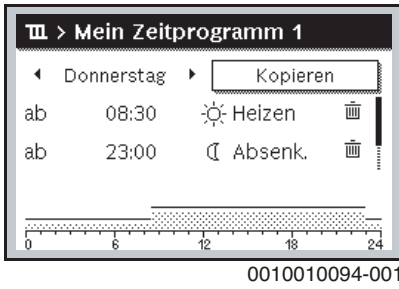 > Mein Zeitprogramm 1
Donnerstag Kopieren
ab 08:30 Heizen
ab 23:00 Absenk.
0 6 12 18 24
0010010094-001